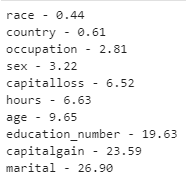 race - 0.44
country - 0.61
occupation - 2.81
sex - 3.22
capitalloss - 6.52
hours - 6.63
age - 9.65
education_number - 19.63
capitalgain - 23.59
marital - 26.90